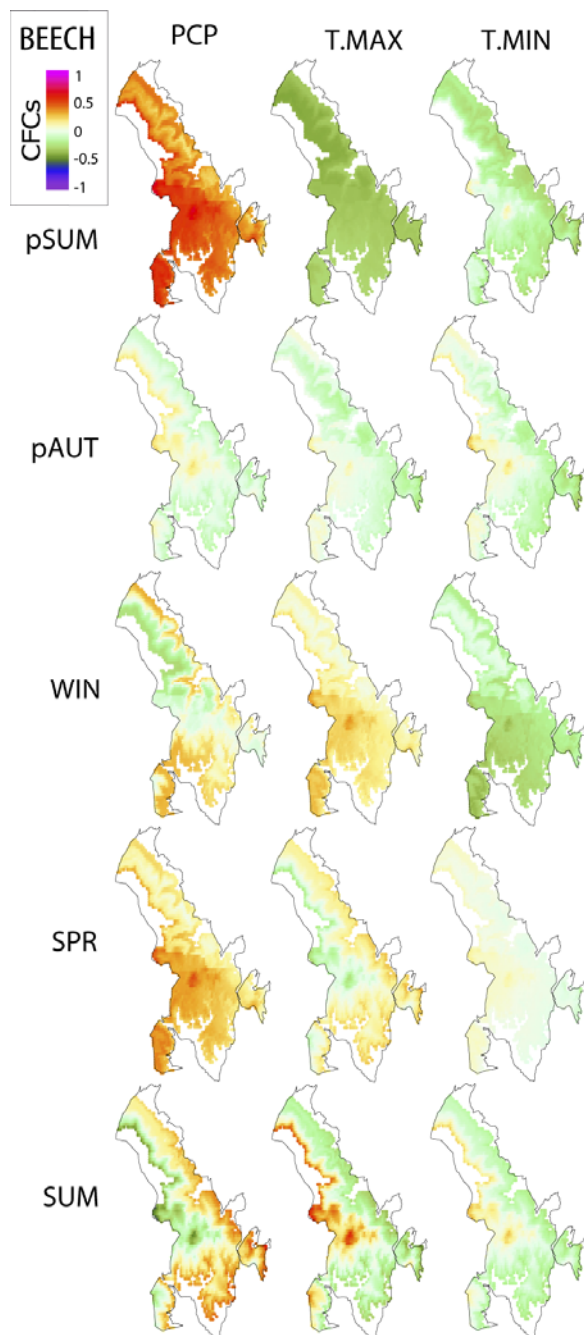 BEECH
PCP
T.MAX
T.MIN
CFCs
1
0.5
0
-0.5
-1
pSUM
pAUT
WIN
SPR
SUM